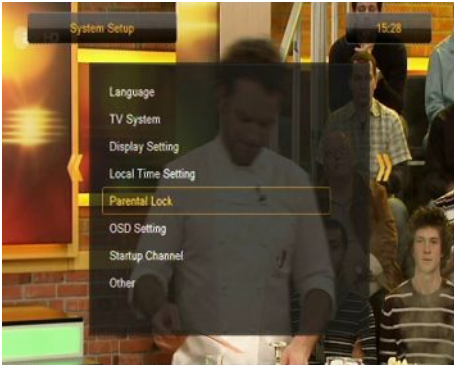 System Setup
15:28
HD
Language
TV System
Display Setting
Local Time Setting
Parental Lock
OSD Setting
Startup Channel
Other